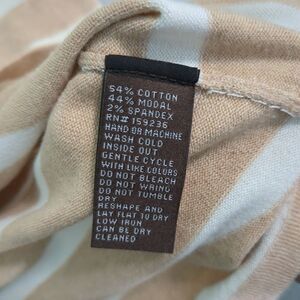 54% COTTON
44% MODAL
2% SPANDEX
RN# 159236
HAND OR MACHINE
WASH COLD
INSIDE OUT
GENTLE CYCLE
WITH LIKE COLORS
DO NOT BLEACH
DO NOT WRING
DO NOT TUMBLE
DRY
RESHAPE AND
LAY FLAT TO DRY
LOW IRON
CAN BE DRY
CLEANED